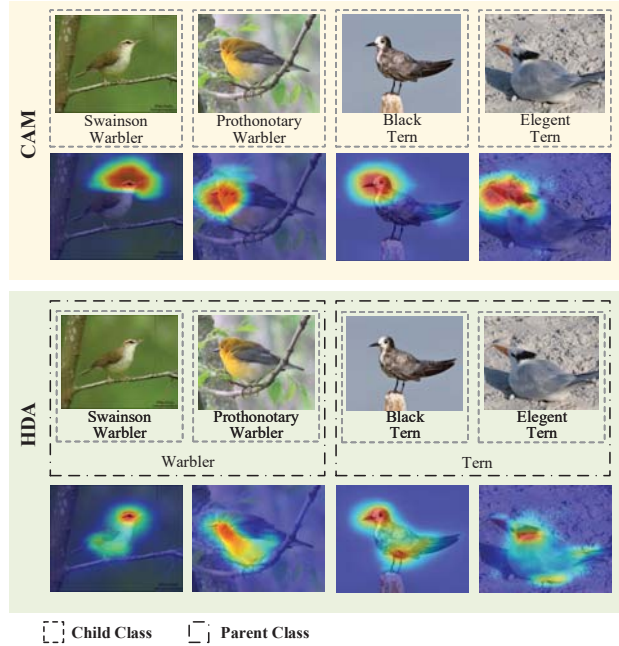 CAM
Swainson
Warbler
Prothonotary
Warbler
Black
Tern
Elegent
Tern
HDA
Swainson
Warbler
Prothonotary
Warbler
Black
Tern
Elegent
Tern
Warbler
Tern
Child Class
Parent Class